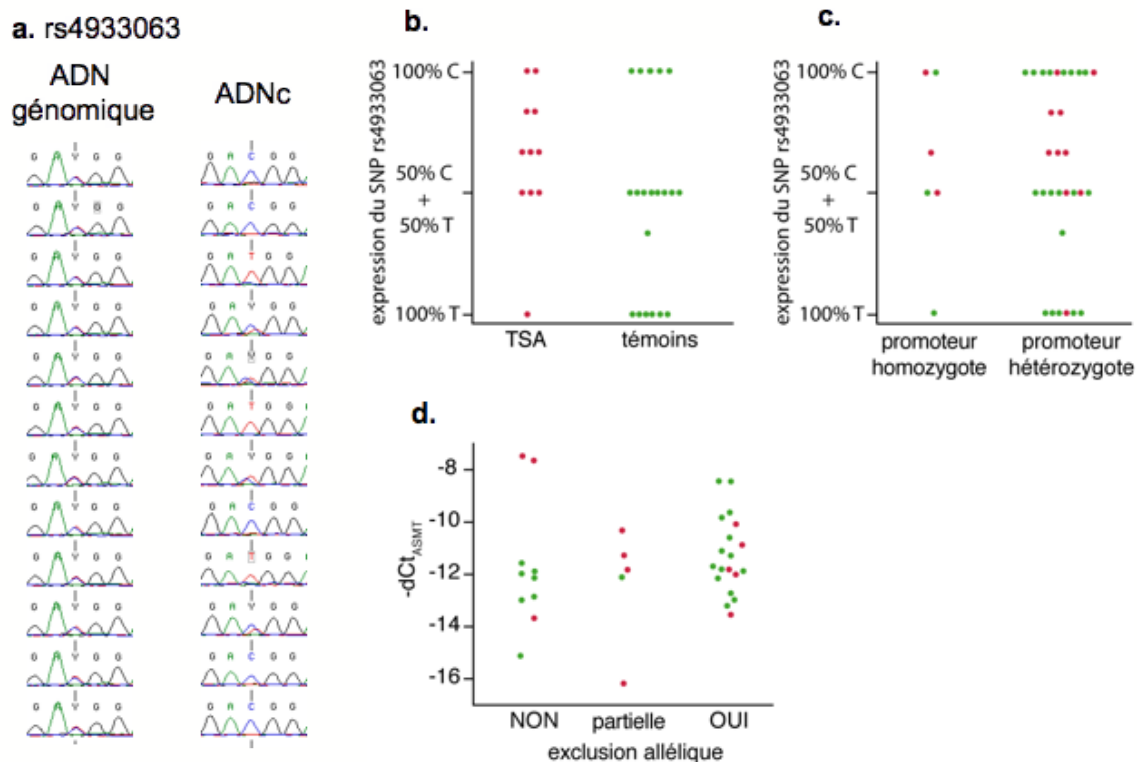 a. rs4933063
ADN
génomique
ADNc
G A Y G G
G A C G G
G A Y G G
G A C G G
G A Y G G
G A T G G
G A Y G G
G A Y G G
G A Y G G
G A G G
G A Y G G
G A T G G
G A Y G G
G A Y G G
G A Y G G
G A C G G
G A Y G G
G A T G G
G A Y G G
G A Y G G
G A Y G G
G A C G G
G A Y G G
G A C G G
b.
expression du SNP rs4933063
100% C
50% C
+
50% T
100% T
TSA
témoins
c.
expression du SNP rs4933063
100% C
50% C
+
50% T
100% T
promoteur
homozygote
promoteur
hétérozygote
d.
-dCtASMT
-8
-10
-12
-14
-16
NON
partielle
OUI
exclusion allélique